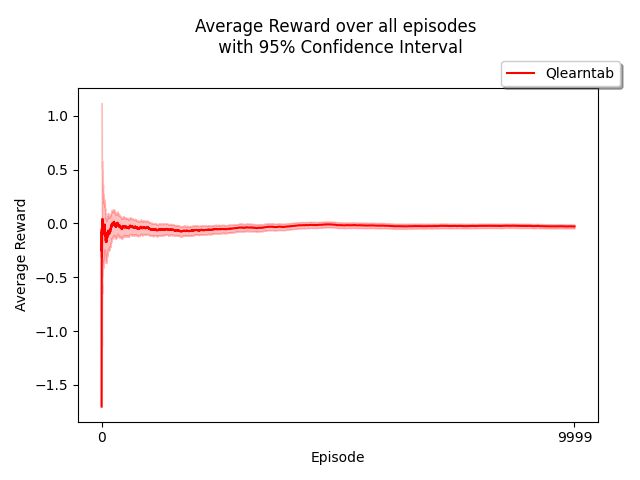 Average Reward over all episodes
with 95% Confidence Interval
Qlearntab
1.0
0.5
0.0
−0.5
−1.0
−1.5
Average Reward
0
9999
Episode